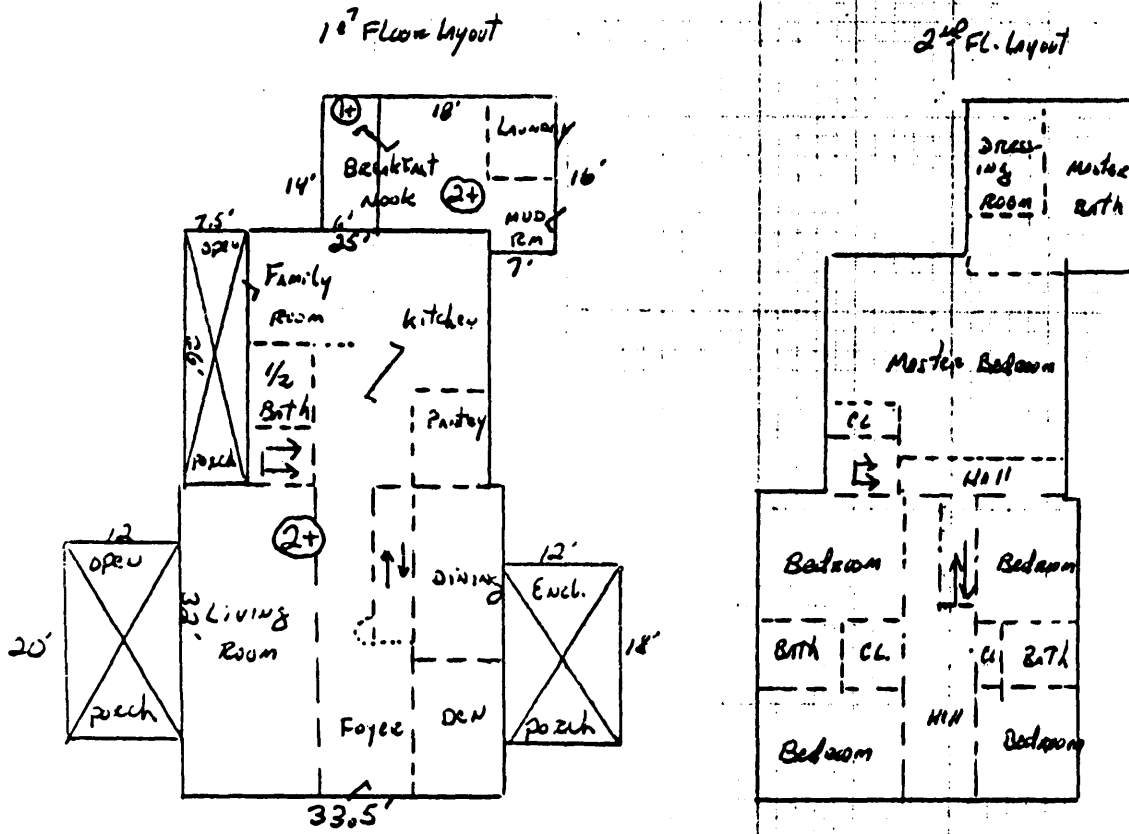 1st Floor Layout
2nd FL. Layout
1+
18'
Laundry
14'
Breakfast
Nook
2+
16'
MUD
RM
7'
7.5'
6'
25'
open
Family
Room
Kitchen
26'
1/2
Bath
Pantry
porch
2+
12
open
12'
Encl.
Dining
32'
Living
Room
20'
18'
porch
Foyer
Den
porch
33.5'
Dress
ing
Room
Master
Bath
Master Bedroom
CL
Hall
Bedroom
Bedroom
Bath
CL.
Cl
Bath
Hall
Bedroom
Bedroom